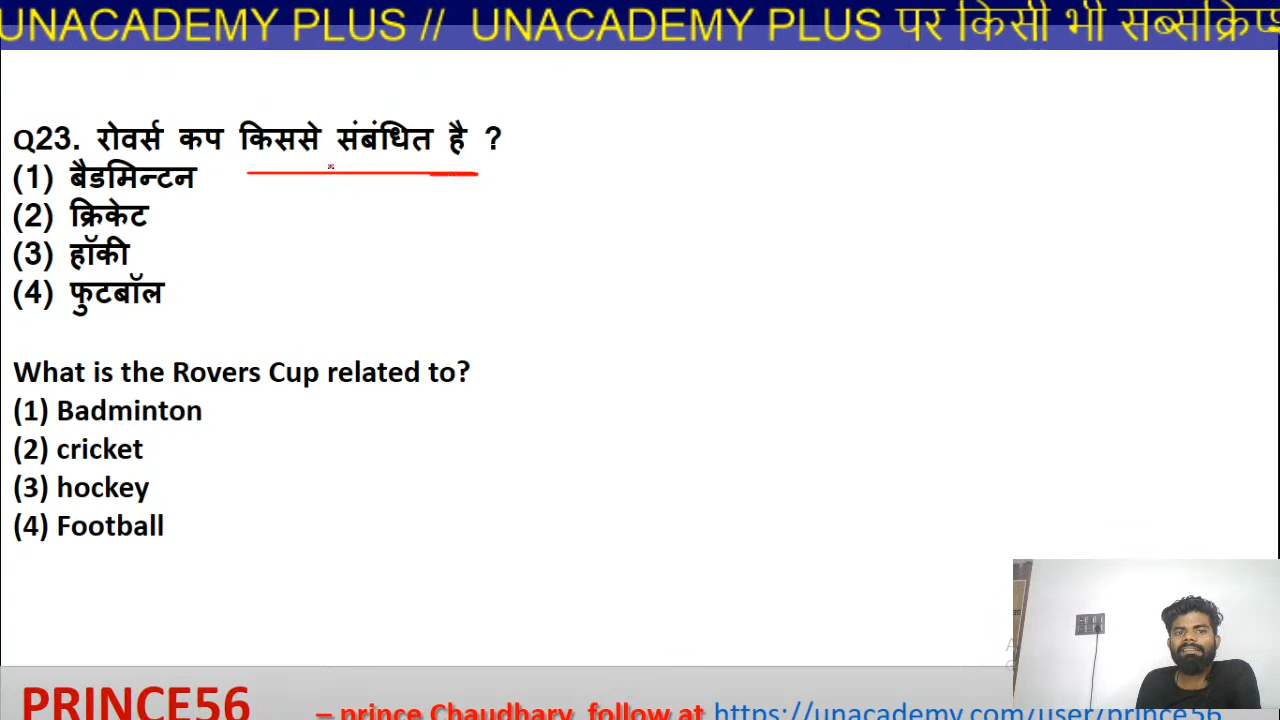 UNACADEMY PLUS // UNACADEMY PLUS पर किसी भी
Q23. रोवर्स कप किससे संबंधित है ?
(1) बैडमिन्टन
(2) क्रिकेट
(3) हॉकी
(4) फुटबॉल
What is the Rovers Cup related to?
(1) Badminton
(2) cricket
(3) hockey
(4) Football
PRINCE56
– prince Chaudhary follow at https://unacademy.com/user/prince56